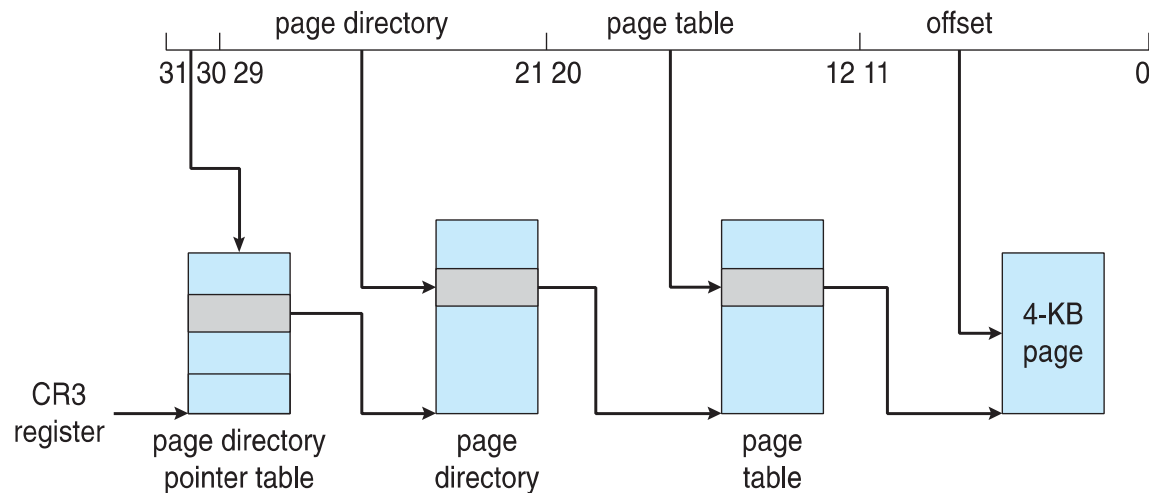 page directory
page table
offset
31 30 29
21 20
12 11
0
4-KB
page
CR3
register
page directory
pointer table
page
directory
page
table